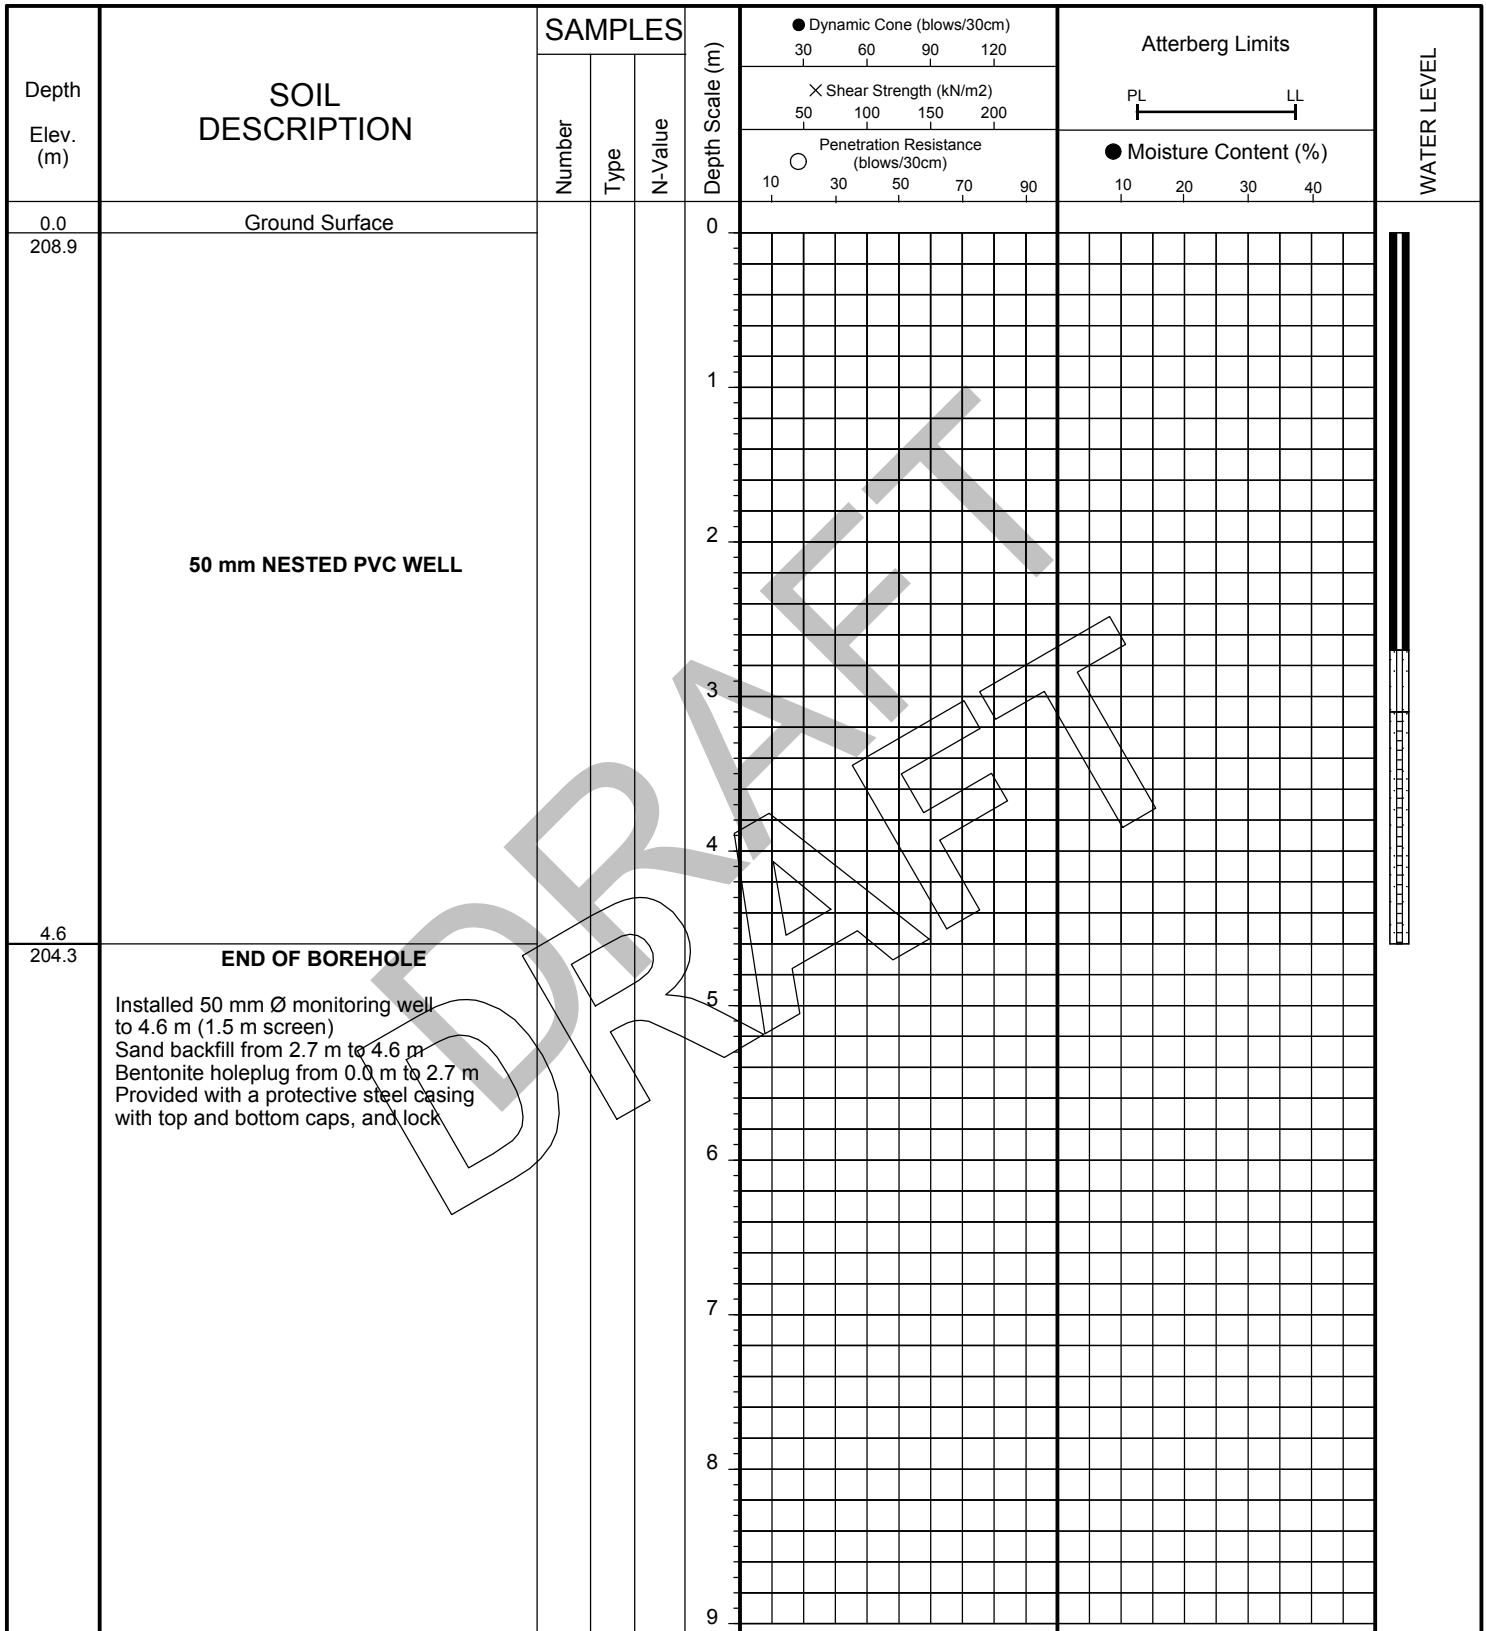 Depth
Elev.
(m)
SOIL
DESCRIPTION
SAMPLES
Number
Type
N-Value
Depth Scale (m)
Dynamic Cone (blows/30cm)
30 60 90 120
Shear Strength (kN/m2)
50 100 150 200
Penetration Resistance
(blows/30cm)
10 30 50 70 90
Atterberg Limits
PL LL
Moisture Content (%)
10 20 30 40
WATER LEVEL
0.0
Ground Surface
208.9
0
1
2
50 mm NESTED PVC WELL
3
4
4.6
204.3
END OF BOREHOLE
Installed 50 mm Ø monitoring well
to 4.6 m (1.5 m screen)
Sand backfill from 2.7 m to 4.6 m
Bentonite holeplug from 0.0 m to 2.7 m
Provided with a protective steel casing
with top and bottom caps, and lock
5
6
7
8
9
DRAFT
DRAFT